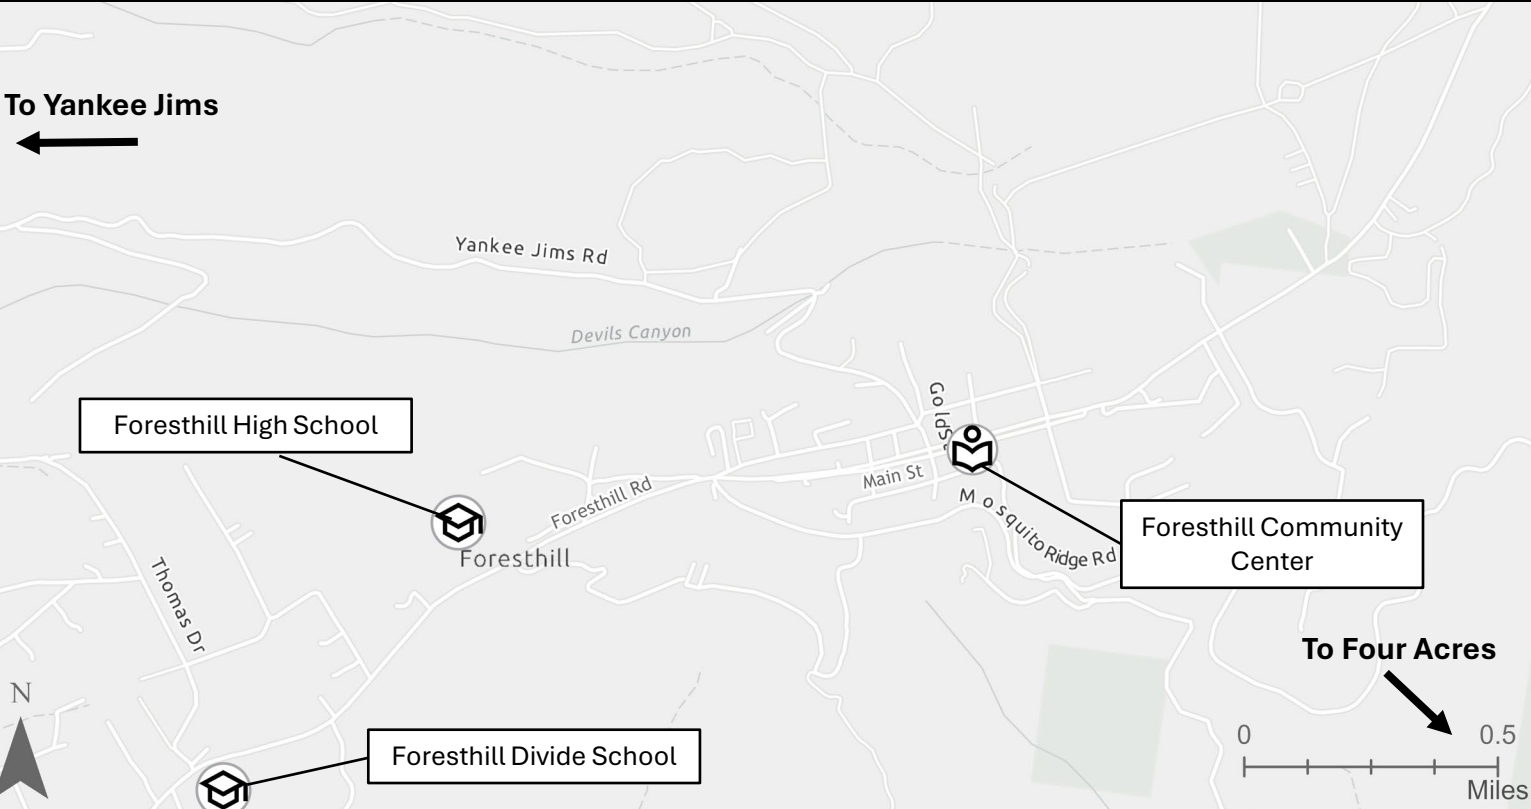 To Yankee Jims
Yankee Jims Rd
Devils Canyon
Gold St
Foresthill High School
Main St
Foresthill Rd
Mosquito Ridge Rd
Foresthill Community
Center
Foresthill
Thomas Dr
To Four Acres
N
Foresthill Divide School
0 0.5
Miles